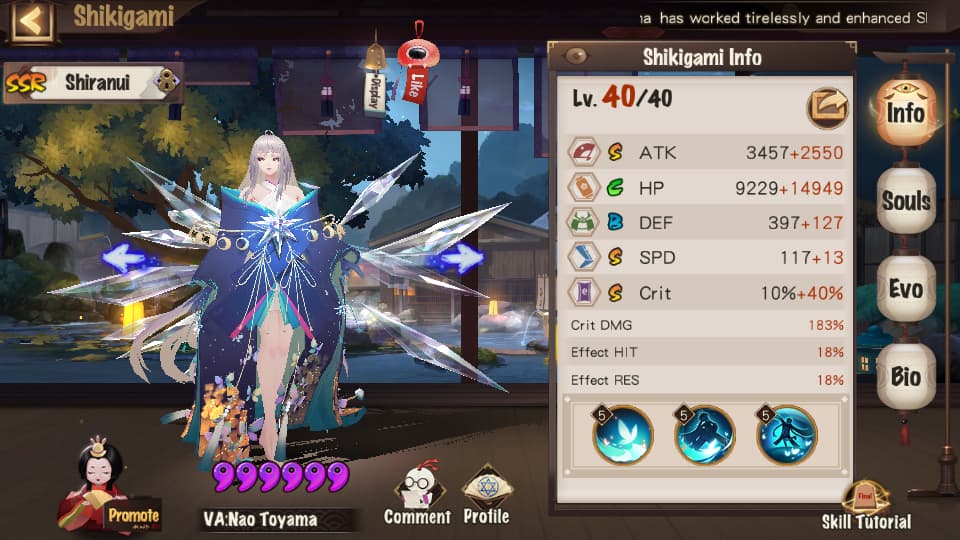 Shikigami
has worked tirelessly and enhanced
SSR Shiranui
Display
Like
Shikigami Info
Lv. 40/40
S ATK 3457+2550
C HP 9229+14949
B DEF 397+127
S SPD 117+13
S Crit 10%+40%
Crit DMG 183%
Effect HIT 18%
Effect RES 18%
5 5 5
Info
Souls
Evo
Bio
Promote
VA:Nao Toyama
Comment
Profile
Final
Skill Tutorial